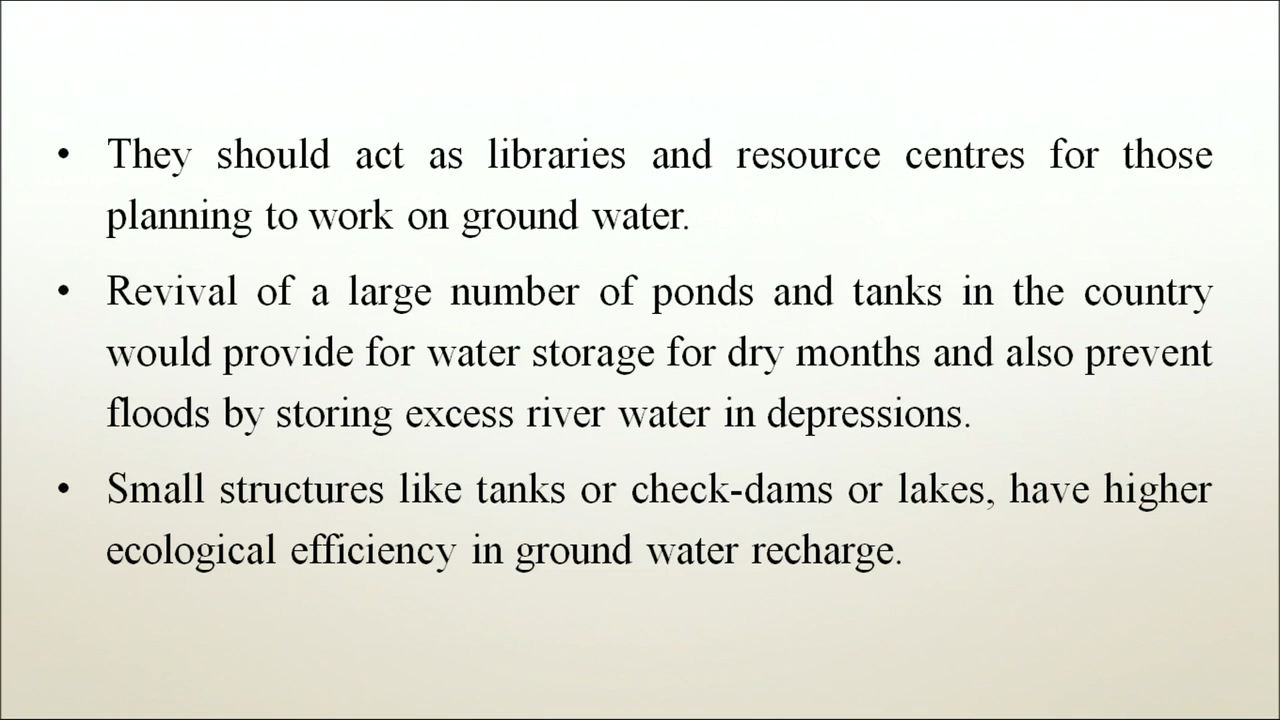 • They should act as libraries and resource centres for those
planning to work on ground water.
• Revival of a large number of ponds and tanks in the country
would provide for water storage for dry months and also prevent
floods by storing excess river water in depressions.
• Small structures like tanks or check-dams or lakes, have higher
ecological efficiency in ground water recharge.